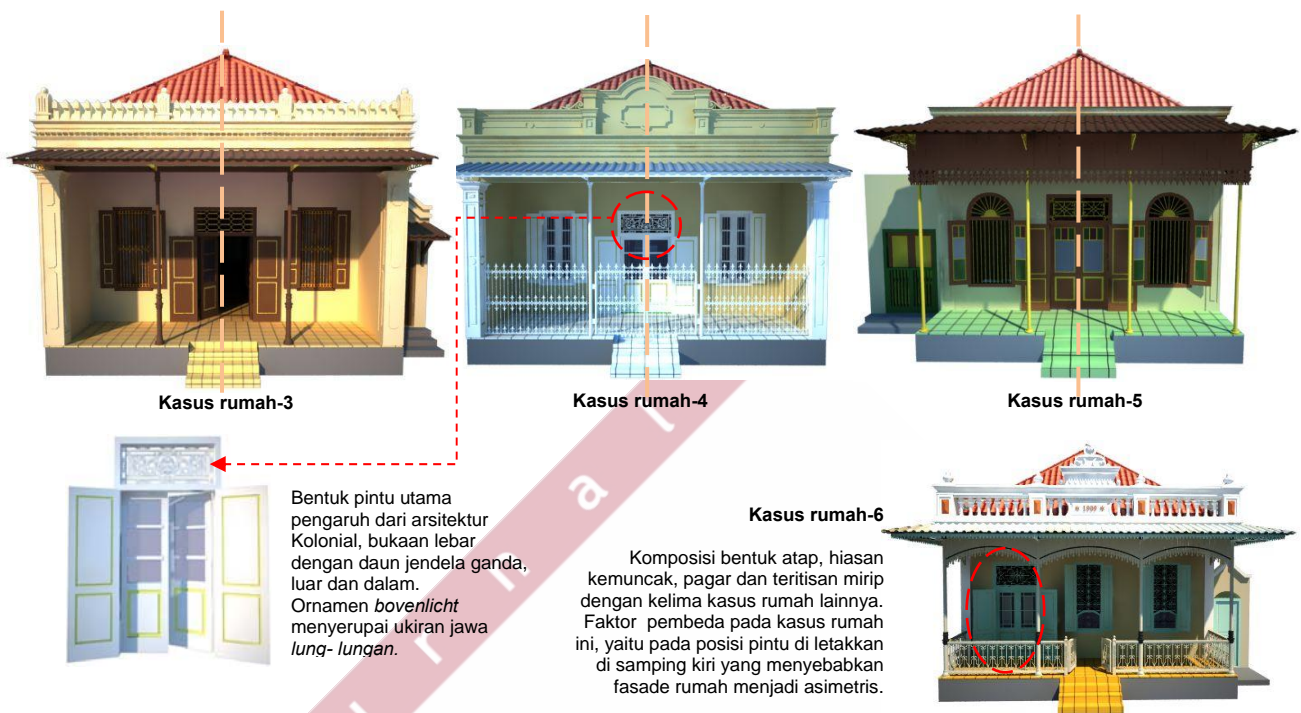 Kasus rumah-3
Kasus rumah-4
Kasus rumah-5
Bentuk pintu utama
pengaruh dari arsitektur
Kolonial, bukaan lebar
dengan daun jendela ganda,
luar dan dalam.
Ornamen bovenlicht
menyerupai ukiran jawa
lung- lungan.
Kasus rumah-6
Komposisi bentuk atap, hiasan
kemuncak, pagar dan teritisan mirip
dengan kelima kasus rumah lainnya.
Faktor pembeda pada kasus rumah
ini, yaitu pada posisi pintu di letakkan
di samping kiri yang menyebabkan
fasade rumah menjadi asimetris.
r n a l